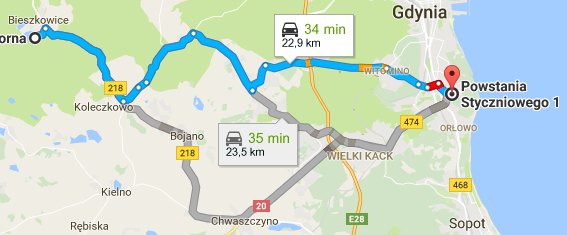 Bieszkowice
orna
Gdynia
34 min
22,9 km
WITOMINO
218
Koleczkowo
Powstania
Styczniowego 1
474
ORŁOWO
Bojano
35 min
23,5 km
218
WIELKI KACK
Kielno
468
20
Rębiska
Chwaszczyno
E28
Sopot